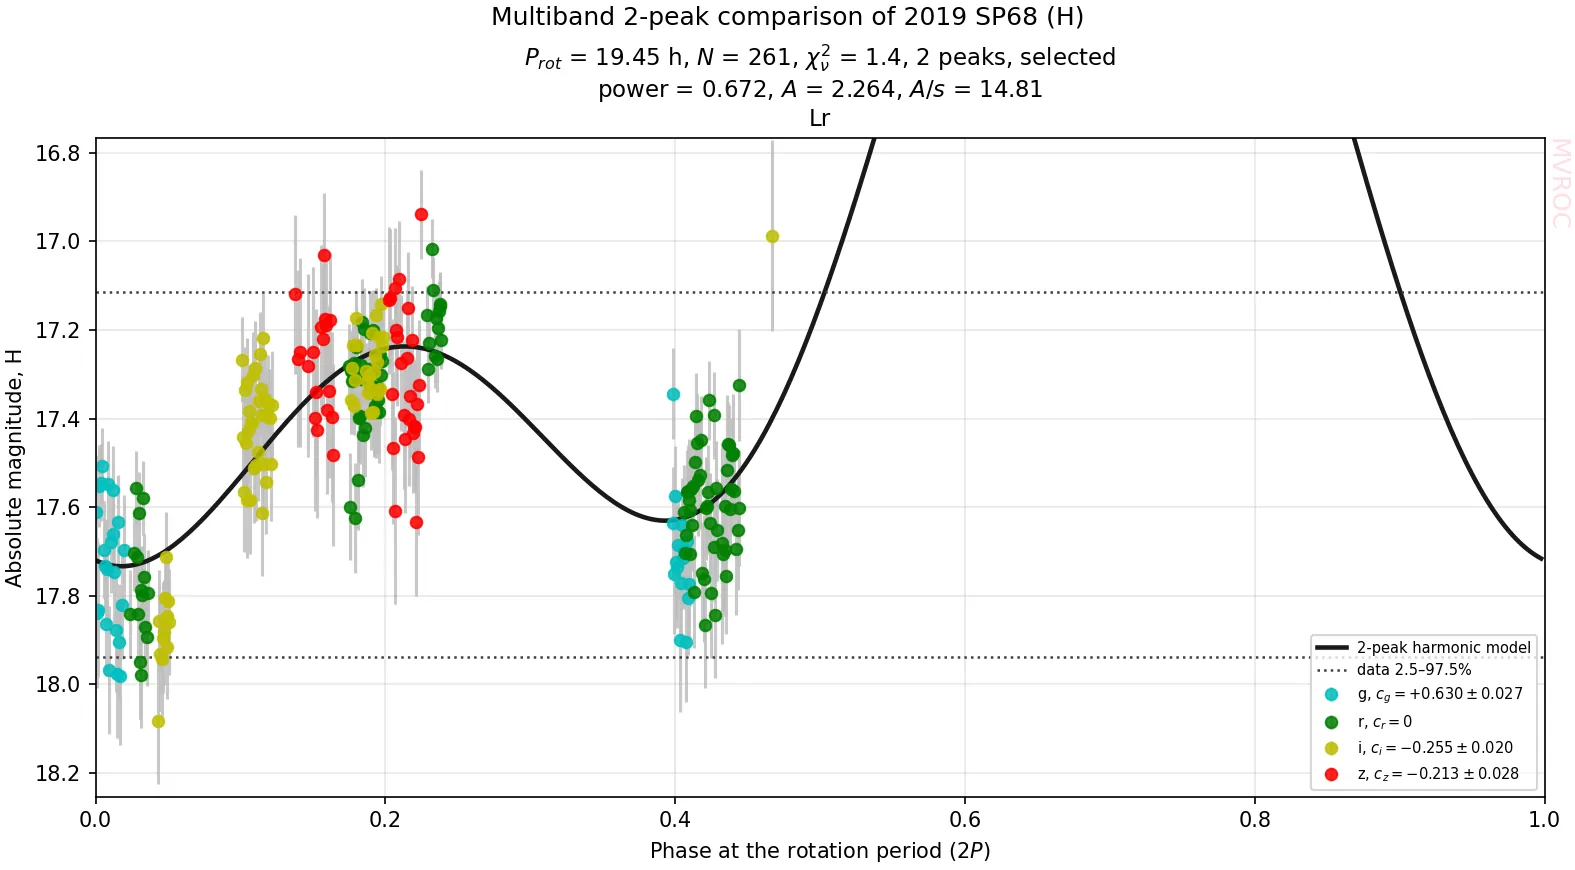 Multiband 2-peak comparison of 2019 SP68 (H)
P_rot = 19.45 h, N = 261, χ²_ν = 1.4, 2 peaks, selected
power = 0.672, A = 2.264, A/s = 14.81
Lr
MVROC
16.8
17.0
17.2
17.4
17.6
17.8
18.0
18.2
Absolute magnitude, H
2-peak harmonic model
data 2.5–97.5%
g, c_g = +0.630 ± 0.027
r, c_r = 0
i, c_i = −0.255 ± 0.020
z, c_z = −0.213 ± 0.028
0.0 0.2 0.4 0.6 0.8 1.0
Phase at the rotation period (2P)